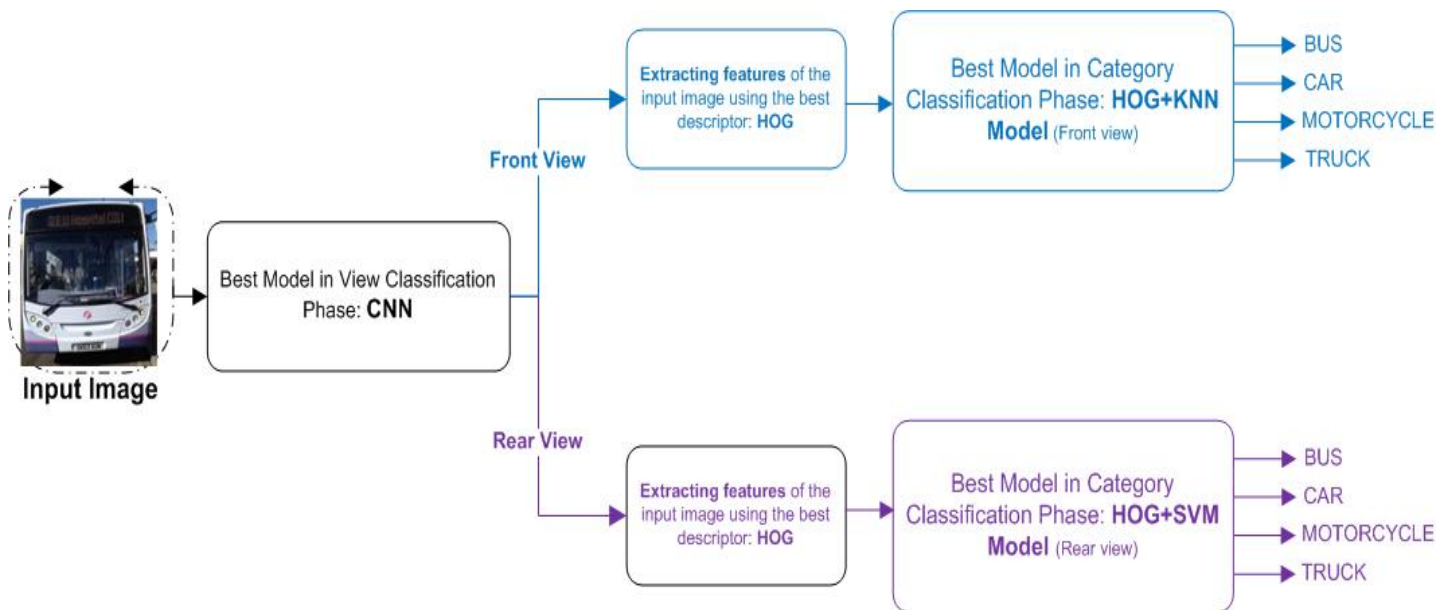 Input Image
Best Model in View Classification
Phase: CNN
Front View
Extracting features of the
input image using the best
descriptor: HOG
Best Model in Category
Classification Phase: HOG+KNN
Model (Front view)
BUS
CAR
MOTORCYCLE
TRUCK
Rear View
Extracting features of the
input image using the best
descriptor: HOG
Best Model in Category
Classification Phase: HOG+SVM
Model (Rear view)
BUS
CAR
MOTORCYCLE
TRUCK